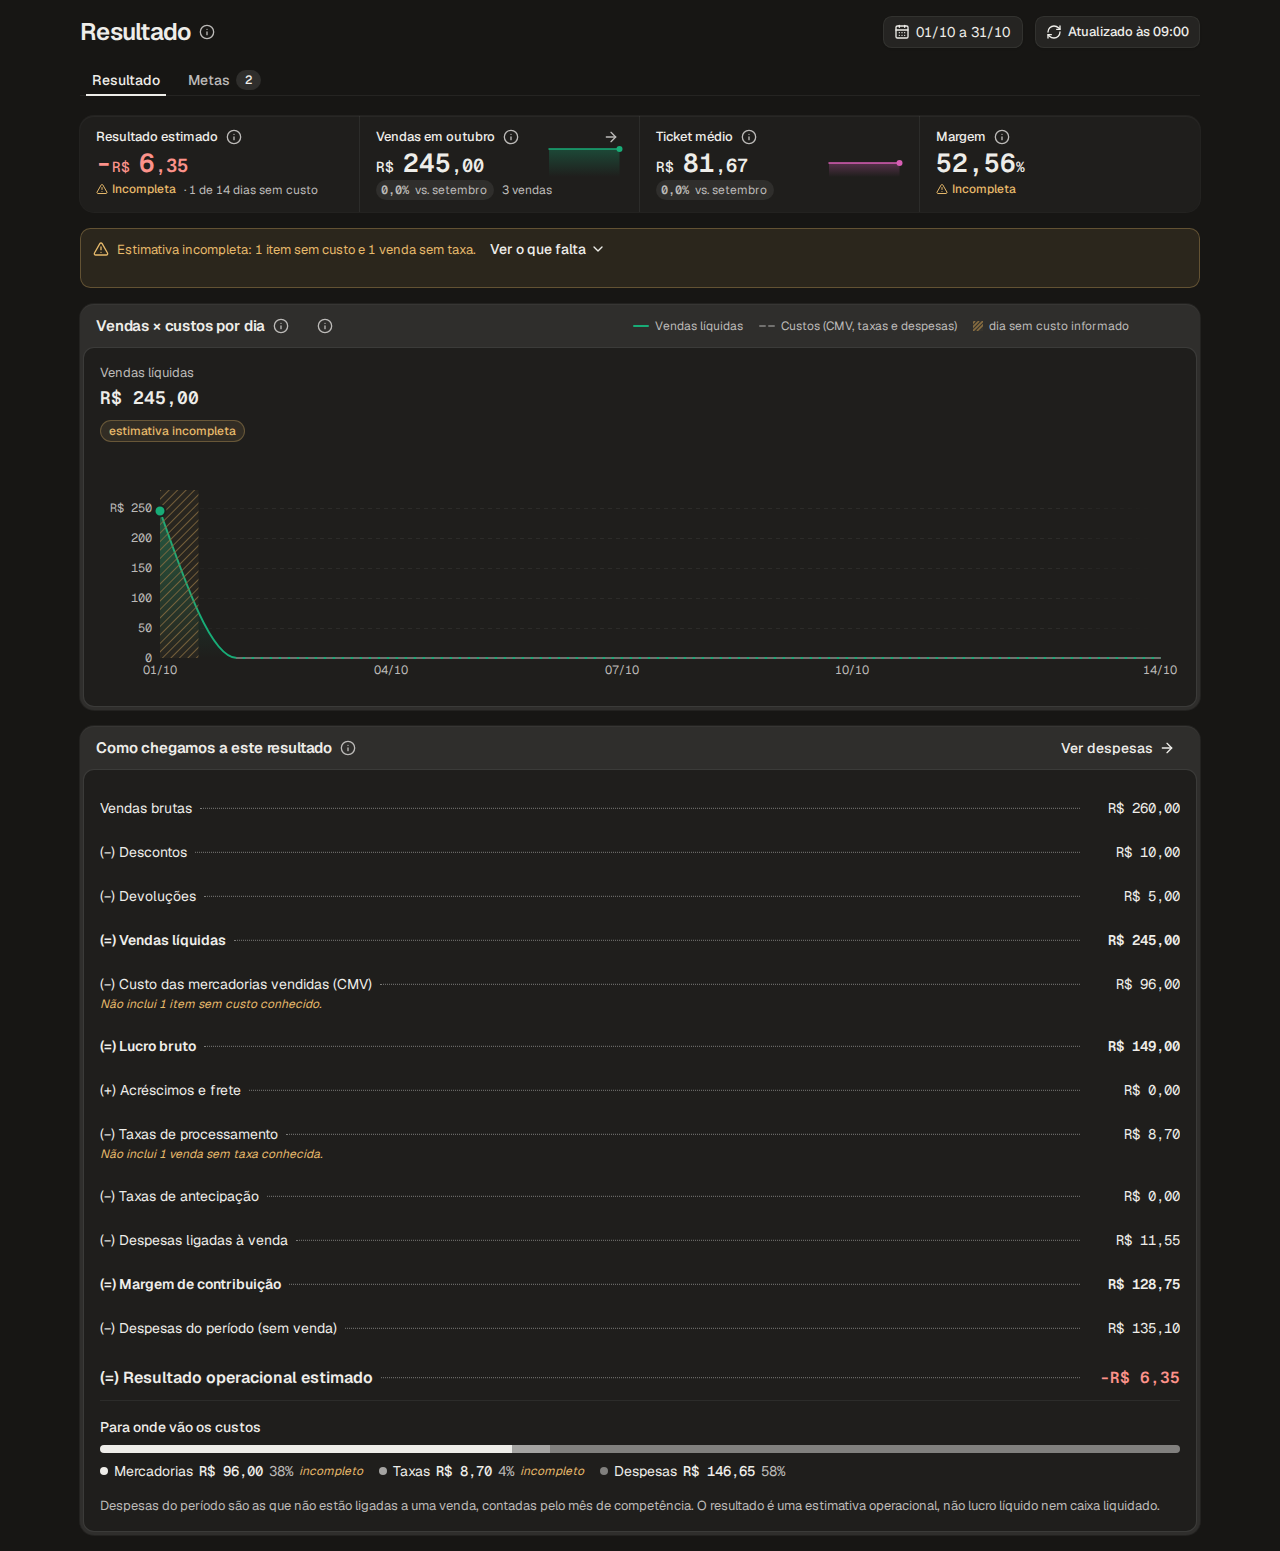 Resultado
01/10 a 31/10
Atualizado às 09:00
Resultado
Metas 2
Resultado estimado
-R$ 6,35
Incompleta · 1 de 14 dias sem custo
Vendas em outubro
R$ 245,00
0,0% vs. setembro 3 vendas
Ticket médio
R$ 81,67
0,0% vs. setembro
Margem
52,56%
Incompleta
Estimativa incompleta: 1 item sem custo e 1 venda sem taxa. Ver o que falta
Vendas × custos por dia
Vendas líquidas
Custos (CMV, taxas e despesas)
dia sem custo informado
Vendas líquidas
R$ 245,00
estimativa incompleta
R$ 250
200
150
100
50
0
01/10 04/10 07/10 10/10 14/10
Como chegamos a este resultado
Ver despesas
Vendas brutas R$ 260,00
(−) Descontos R$ 10,00
(−) Devoluções R$ 5,00
(=) Vendas líquidas R$ 245,00
(−) Custo das mercadorias vendidas (CMV) R$ 96,00
Não inclui 1 item sem custo conhecido.
(=) Lucro bruto R$ 149,00
(+) Acréscimos e frete R$ 0,00
(−) Taxas de processamento R$ 8,70
Não inclui 1 venda sem taxa conhecida.
(−) Taxas de antecipação R$ 0,00
(−) Despesas ligadas à venda R$ 11,55
(=) Margem de contribuição R$ 128,75
(−) Despesas do período (sem venda) R$ 135,10
(=) Resultado operacional estimado -R$ 6,35
Para onde vão os custos
Mercadorias R$ 96,00 38% incompleto Taxas R$ 8,70 4% incompleto Despesas R$ 146,65 58%
Despesas do período são as que não estão ligadas a uma venda, contadas pelo mês de competência. O resultado é uma estimativa operacional, não lucro líquido nem caixa liquidado.